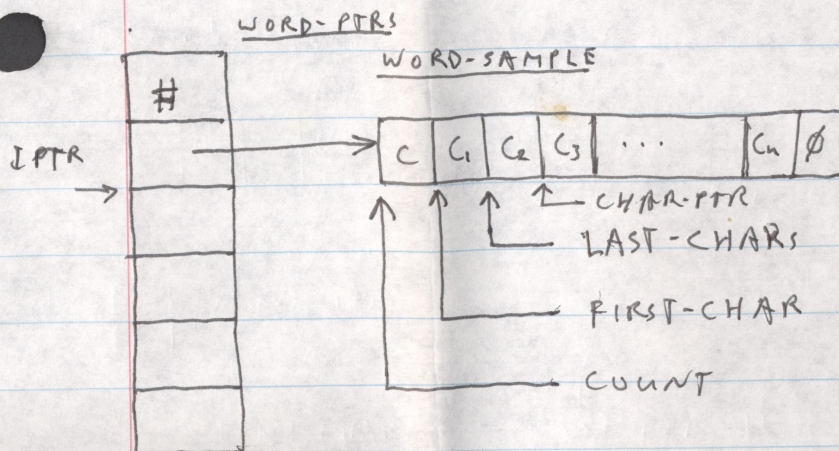 WORD-PTRS
WORD-SAMPLE
#
IPTR
C C₁ C₂ C₃ ... Cn Ø
CHAR-PTR
LAST-CHARS
FIRST-CHAR
COUNT